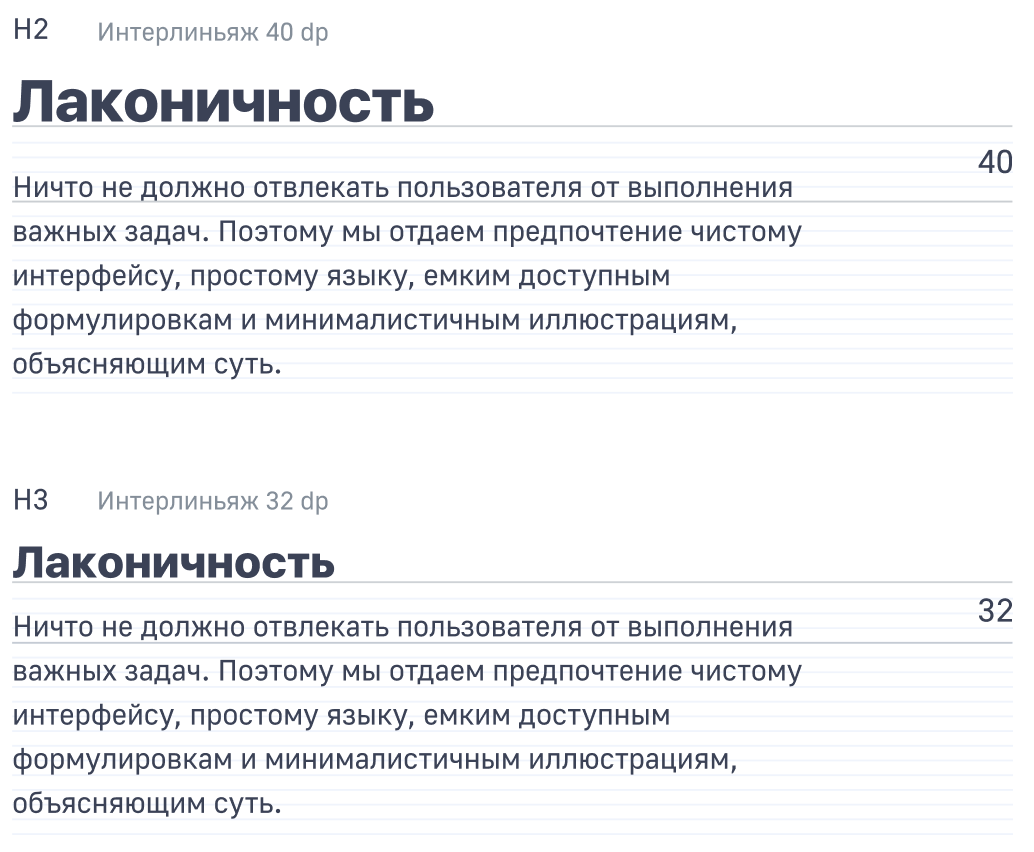 H2 Интерлиньяж 40 dp
Лаконичность
40
Ничто не должно отвлекать пользователя от выполнения
важных задач. Поэтому мы отдаем предпочтение чистому
интерфейсу, простому языку, емким доступным
формулировкам и минималистичным иллюстрациям,
объясняющим суть.
H3 Интерлиньяж 32 dp
Лаконичность
32
Ничто не должно отвлекать пользователя от выполнения
важных задач. Поэтому мы отдаем предпочтение чистому
интерфейсу, простому языку, емким доступным
формулировкам и минималистичным иллюстрациям,
объясняющим суть.